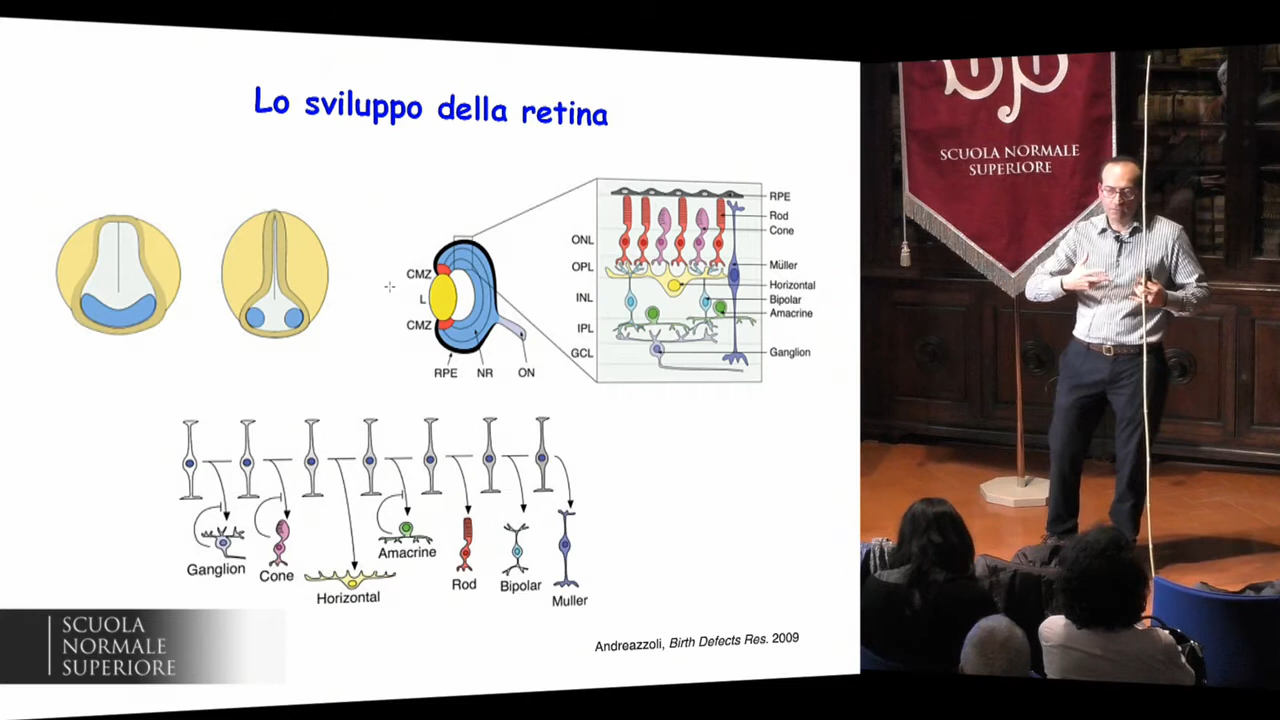 Lo sviluppo della retina
CMZ
L
CMZ
RPE NR ON
ONL
OPL
INL
IPL
GCL
RPE
Rod
Cone
Müller
Horizontal
Bipolar
Amacrine
Ganglion
Ganglion
Cone
Horizontal
Amacrine
Rod
Bipolar
Muller
Andreazzoli, Birth Defects Res. 2009
SCUOLA
NORMALE
SUPERIORE
SCUOLA NORMALE
SUPERIORE